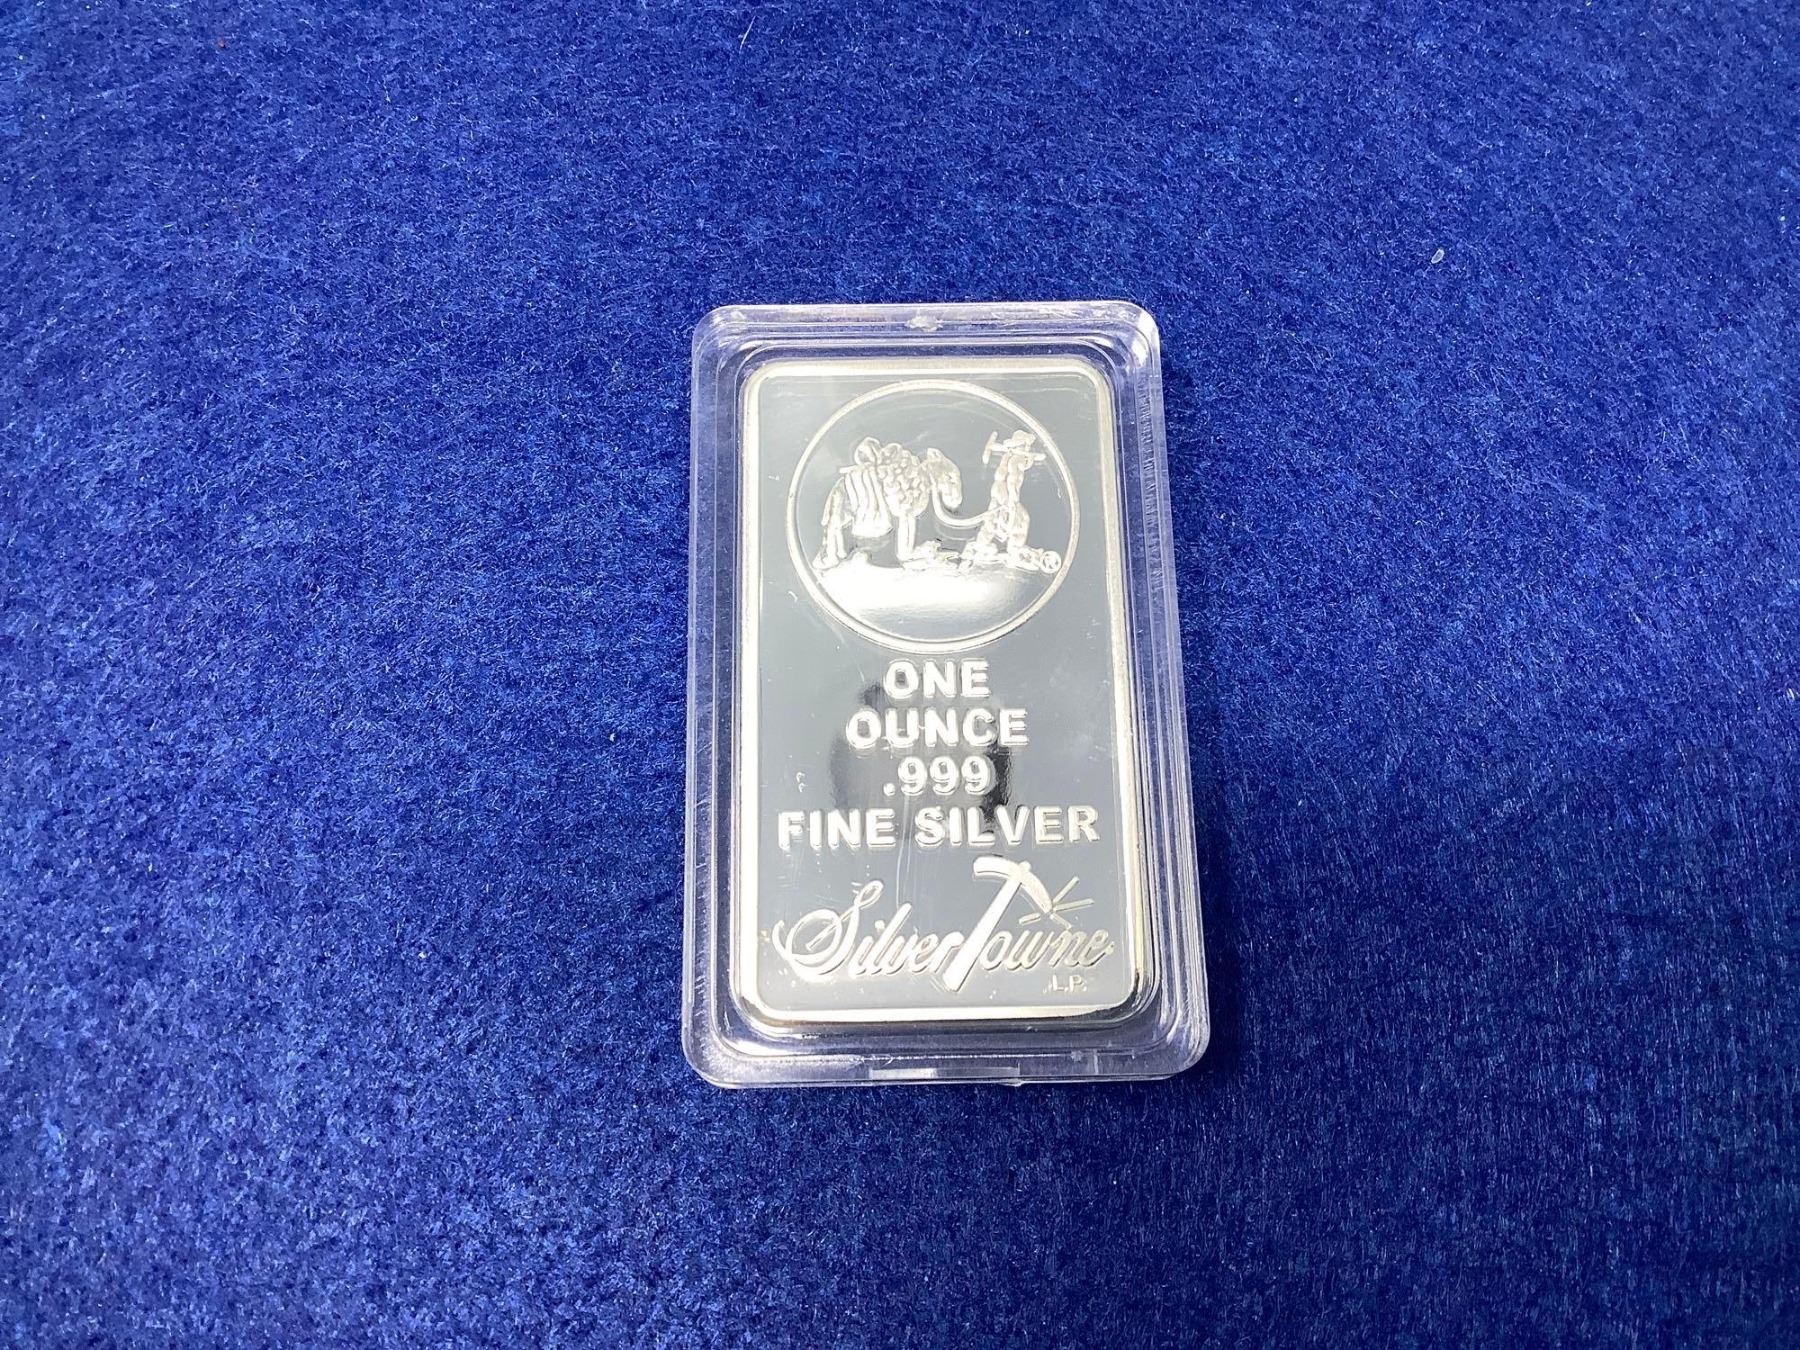 ONE
OUNCE
.999
FINE SILVER
SilverTowne
L.P.